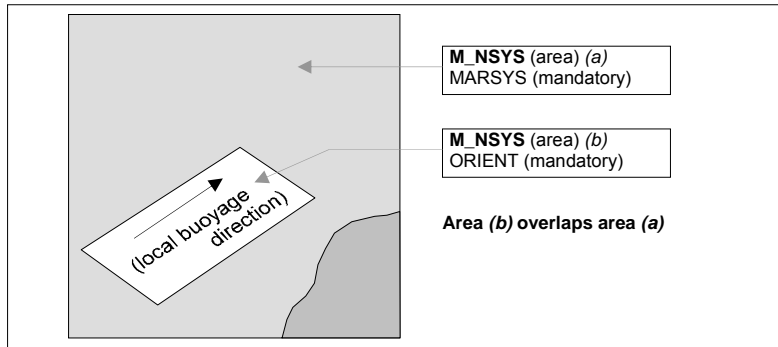 M_NSYS (area) (a)
MARSYS (mandatory)
M_NSYS (area) (b)
ORIENT (mandatory)
(local buoyage
direction)
Area (b) overlaps area (a)